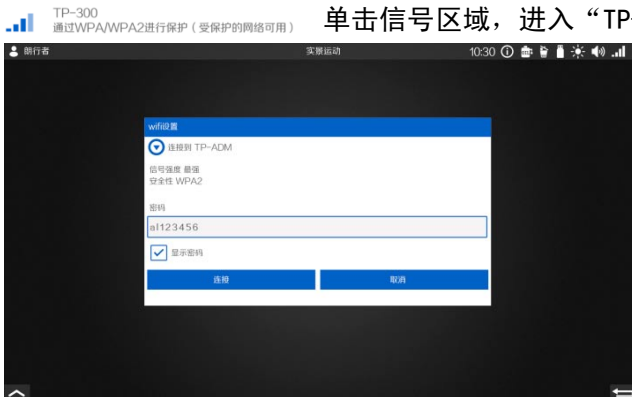 TP-300
通过WPA/WPA2进行保护（受保护的网络可用）
单击信号区域，进入“TP-
朗行者 实景运动 10:30
wifi设置
连接到 TP-ADM
信号强度 最强
安全性 WPA2
密码
a1123456
显示密码
连接 取消